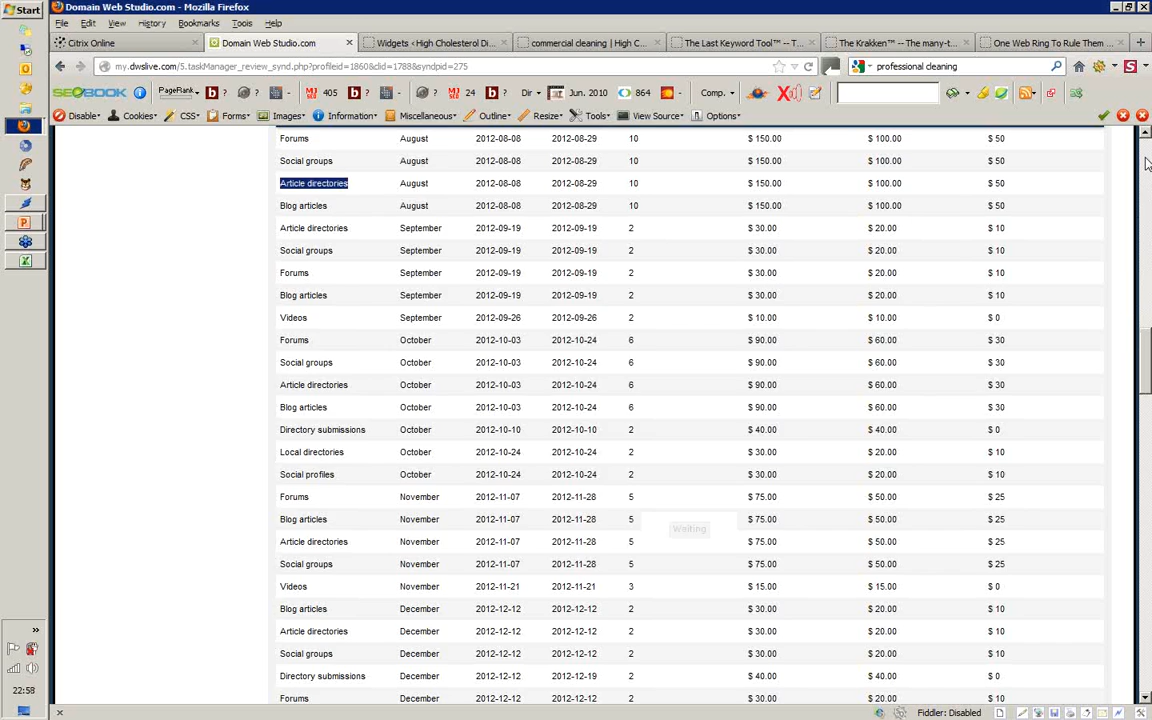 Start
Domain Web Studio.com - Mozilla Firefox
File Edit View History Bookmarks Tools Help
Citrix Online
Domain Web Studio.com
Widgets < High Cholesterol Di...
commercial cleaning | High C...
The Last Keyword Tool™ -- T...
The Krakken™ -- The many-t...
One Web Ring To Rule Them ...
my.dwslive.com/5.taskManager_review_synd.php?profileid=1860&clid=1788&syndpid=275
professional cleaning
SEOBOOK PageRank ? ? 405 ? ? 24 ? Dir Jun. 2010 864 Comp.
Disable Cookies CSS Forms Images Information Miscellaneous Outline Resize Tools View Source Options
Forums August 2012-08-08 2012-08-29 10 $ 150.00 $ 100.00 $ 50
Social groups August 2012-08-08 2012-08-29 10 $ 150.00 $ 100.00 $ 50
Article directories August 2012-08-08 2012-08-29 10 $ 150.00 $ 100.00 $ 50
Blog articles August 2012-08-08 2012-08-29 10 $ 150.00 $ 100.00 $ 50
Article directories September 2012-09-19 2012-09-19 2 $ 30.00 $ 20.00 $ 10
Social groups September 2012-09-19 2012-09-19 2 $ 30.00 $ 20.00 $ 10
Forums September 2012-09-19 2012-09-19 2 $ 30.00 $ 20.00 $ 10
Blog articles September 2012-09-19 2012-09-19 2 $ 30.00 $ 20.00 $ 10
Videos September 2012-09-26 2012-09-26 2 $ 10.00 $ 10.00 $ 0
Forums October 2012-10-03 2012-10-24 6 $ 90.00 $ 60.00 $ 30
Social groups October 2012-10-03 2012-10-24 6 $ 90.00 $ 60.00 $ 30
Article directories October 2012-10-03 2012-10-24 6 $ 90.00 $ 60.00 $ 30
Blog articles October 2012-10-03 2012-10-24 6 $ 90.00 $ 60.00 $ 30
Directory submissions October 2012-10-10 2012-10-10 2 $ 40.00 $ 40.00 $ 0
Local directories October 2012-10-24 2012-10-24 2 $ 30.00 $ 20.00 $ 10
Social profiles October 2012-10-24 2012-10-24 2 $ 30.00 $ 20.00 $ 10
Forums November 2012-11-07 2012-11-28 5 $ 75.00 $ 50.00 $ 25
Blog articles November 2012-11-07 2012-11-28 5 $ 75.00 $ 50.00 $ 25
Waiting
Article directories November 2012-11-07 2012-11-28 5 $ 75.00 $ 50.00 $ 25
Social groups November 2012-11-07 2012-11-28 5 $ 75.00 $ 50.00 $ 25
Videos November 2012-11-21 2012-11-21 3 $ 15.00 $ 15.00 $ 0
Blog articles December 2012-12-12 2012-12-12 2 $ 30.00 $ 20.00 $ 10
Article directories December 2012-12-12 2012-12-12 2 $ 30.00 $ 20.00 $ 10
Social groups December 2012-12-12 2012-12-12 2 $ 30.00 $ 20.00 $ 10
Directory submissions December 2012-12-19 2012-12-19 2 $ 40.00 $ 40.00 $ 0
Forums December 2012-12-12 2012-12-12 2 $ 30.00 $ 20.00 $ 10
22:58
Fiddler: Disabled